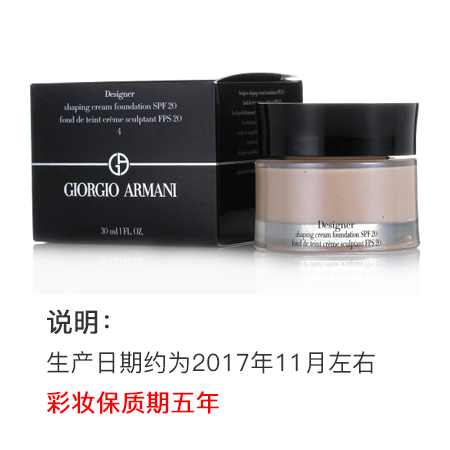 Designer
shaping cream foundation SPF 20
fond de teint crème sculptant FPS 20
4
GIORGIO ARMANI
30 ml 1 FL. OZ.
Designer
shaping cream foundation SPF 20
fond de teint crème sculptant FPS 20
说明：
生产日期约为2017年11月左右
彩妆保质期五年